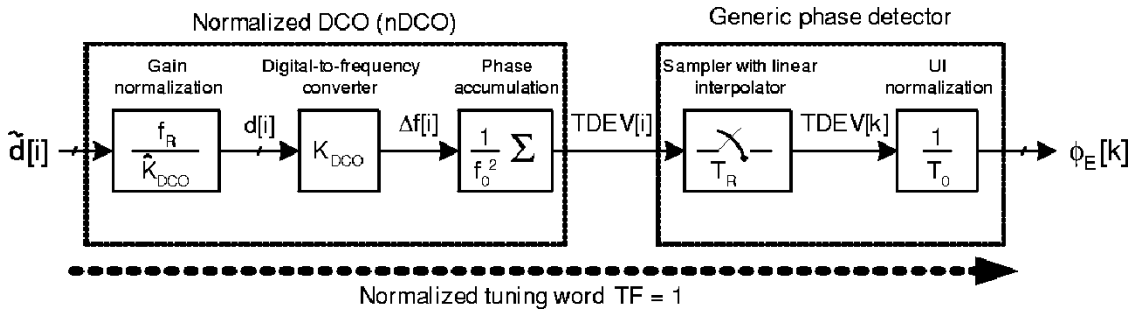 Normalized DCO (nDCO)
Generic phase detector
Gain
normalization
Digital-to-frequency
converter
Phase
accumulation
Sampler with linear
interpolator
UI
normalization
d̃[i]
f_R
K̂_DCO
d[i]
K_DCO
Δf[i]
1
f_0^2
Σ
TDEV[i]
T_R
TDEV[k]
1
T_0
ϕ_E[k]
Normalized tuning word TF = 1